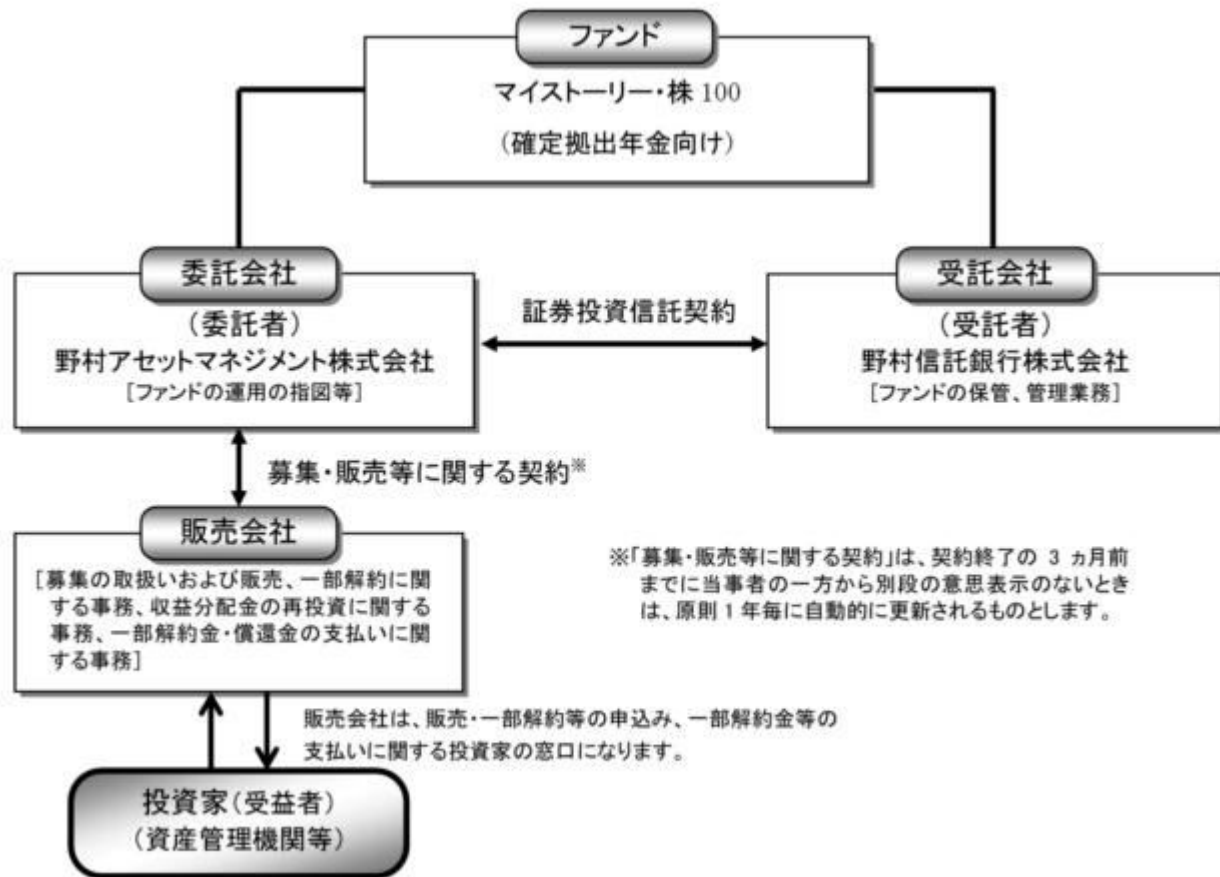 ファンド
マイストーリー・株 100
(確定拠出年金向け)
委託会社
(委託者)
野村アセットマネジメント株式会社
[ファンドの運用の指図等]
証券投資信託契約
受託会社
(受託者)
野村信託銀行株式会社
[ファンドの保管、管理業務]
募集・販売等に関する契約※
販売会社
[募集の取扱いおよび販売、一部解約に関
する事務、収益分配金の再投資に関する
事務、一部解約金・償還金の支払いに関
する事務]
※「募集・販売等に関する契約」は、契約終了の 3 ヵ月前
までに当事者の一方から別段の意思表示のないとき
は、原則 1 年毎に自動的に更新されるものとします。
販売会社は、販売・一部解約等の申込み、一部解約金等の
支払いに関する投資家の窓口になります。
投資家(受益者)
(資産管理機関等)